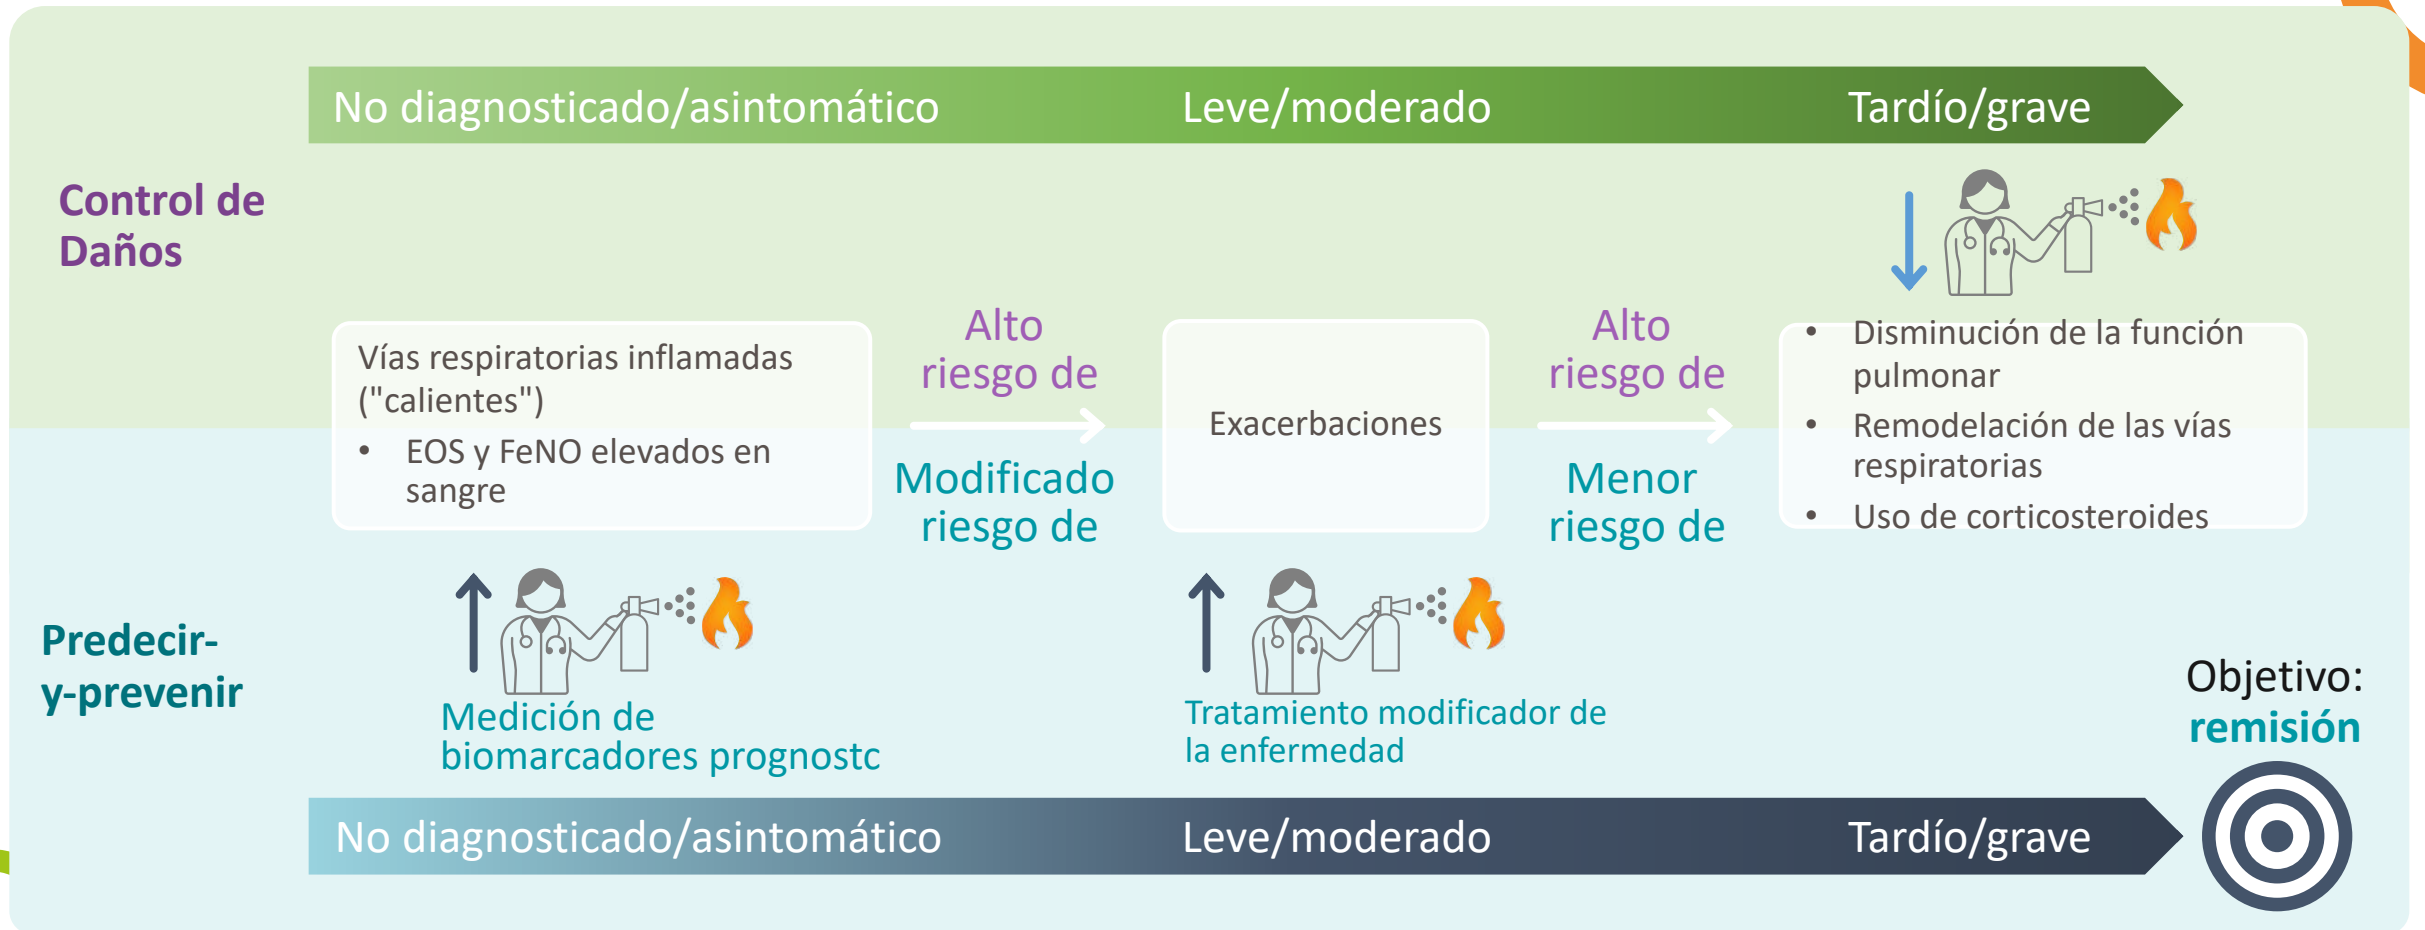 No diagnosticado/asintomático
Leve/moderado
Tardío/grave
Control de
Daños
Vías respiratorias inflamadas
("calientes")
• EOS y FeNO elevados en
sangre
Alto
riesgo de
Modificado
riesgo de
Exacerbaciones
Alto
riesgo de
Menor
riesgo de
• Disminución de la función
pulmonar
• Remodelación de las vías
respiratorias
• Uso de corticosteroides
Predecir-
y-prevenir
Medición de
biomarcadores prognostc
Tratamiento modificador de
la enfermedad
Objetivo:
remisión
No diagnosticado/asintomático
Leve/moderado
Tardío/grave